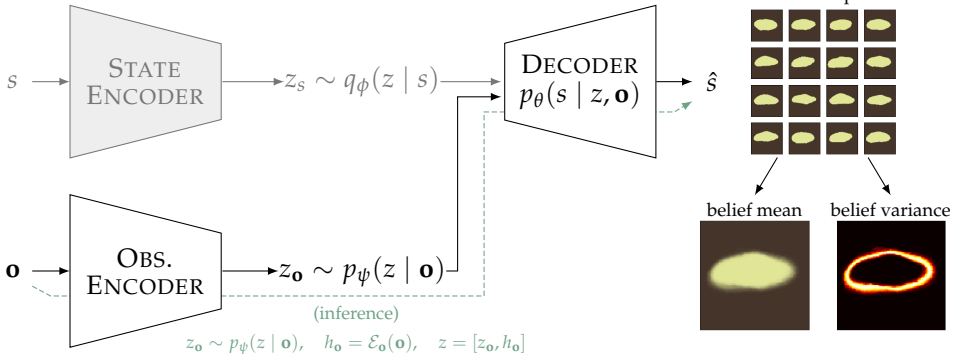 s
STATE
ENCODER
z_s ∼ q_ϕ(z | s)
DECODER
p_θ(s | z, o)
ŝ
o
OBS.
ENCODER
z_o ∼ p_ψ(z | o)
(inference)
z_o ∼ p_ψ(z | o), h_o = ℰ_o(o), z = [z_o, h_o]
belief mean
belief variance